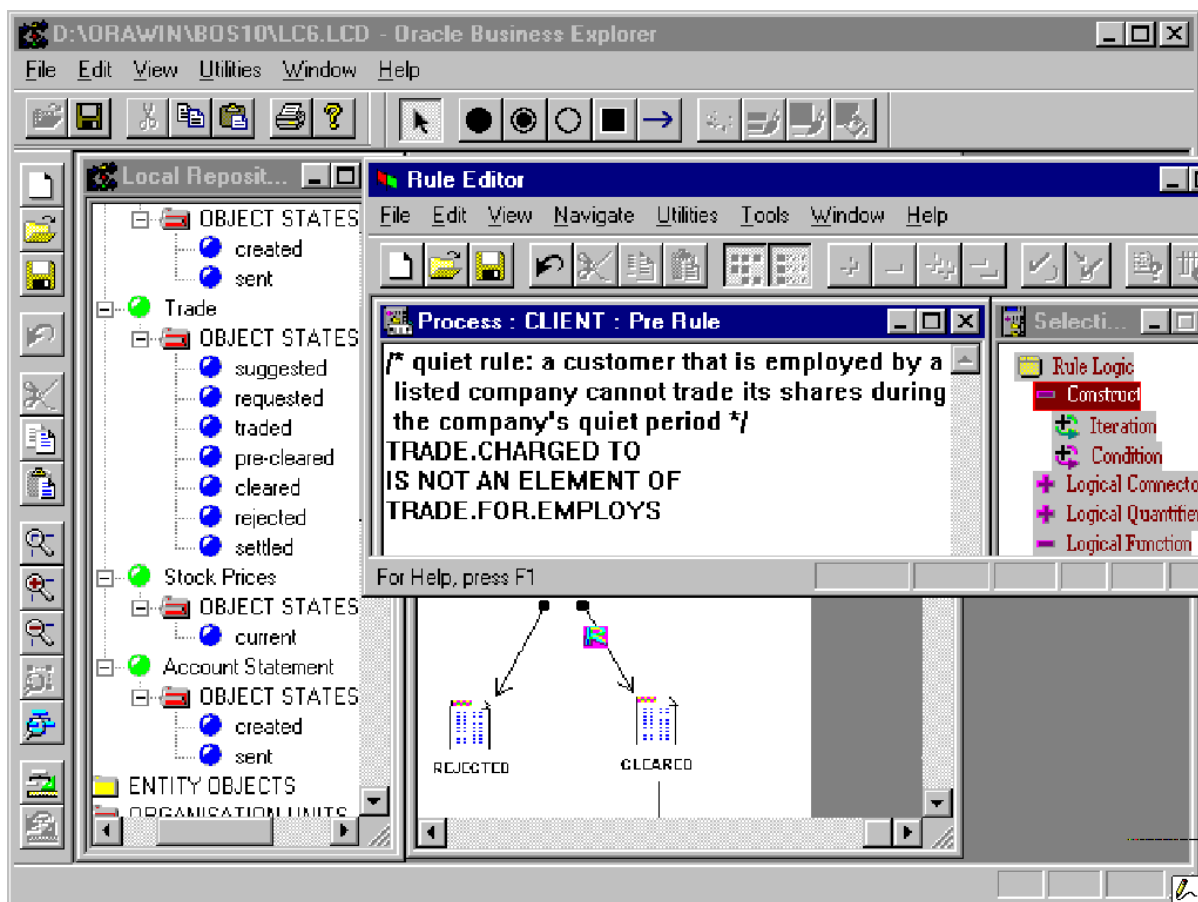 D:\ORAWIN\BOS10\LC6.LCD - Oracle Business Explorer
File Edit View Utilities Window Help
Local Reposit...
OBJECT STATES
created
sent
Trade
OBJECT STATES
suggested
requested
traded
pre-cleared
cleared
rejected
settled
Stock Prices
OBJECT STATES
current
Account Statement
OBJECT STATES
created
sent
ENTITY OBJECTS
ORGANISATION UNITS
Rule Editor
File Edit View Navigate Utilities Tools Window Help
Process : CLIENT : Pre Rule
/* quiet rule: a customer that is employed by a
listed company cannot trade its shares during
the company's quiet period */
TRADE.CHARGED TO
IS NOT AN ELEMENT OF
TRADE.FOR.EMPLOYS
Selecti...
Rule Logic
Construct
Iteration
Condition
Logical Connecto
Logical Quantifier
Logical Function
For Help, press F1
REJECTED
CLEARED